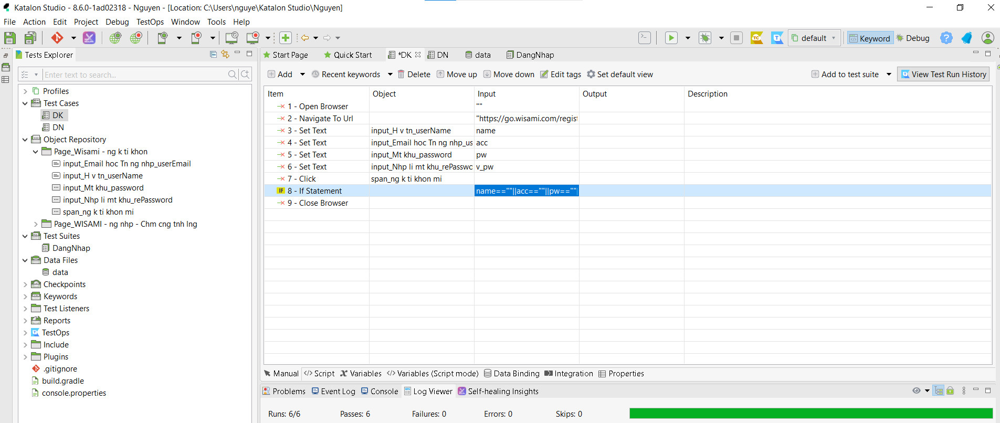 Katalon Studio - 8.6.0-1ad02318 - Nguyen - [Location: C:\Users\nguye\Katalon Studio\Nguyen]
File Action Edit Project Debug TestOps Window Tools Help
default Keyword Debug
Tests Explorer
Enter text to search...
Profiles
Test Cases
DK
DN
Object Repository
Page_Wisami - ng k ti khon
input_Email hoc Tn ng nhp_userEmail
input_H v tn_userName
input_Mt khu_password
input_Nhp li mt khu_rePassword
span_ng k ti khon mi
Page_WISAMI - ng nhp - Chm cng tnh lng
Test Suites
DangNhap
Data Files
data
Checkpoints
Keywords
Test Listeners
Reports
TestOps
Include
Plugins
.gitignore
build.gradle
console.properties
Start Page Quick Start *DK DN data DangNhap
Add Recent keywords Delete Move up Move down Edit tags Set default view Add to test suite View Test Run History
Item Object Input Output Description
1 - Open Browser ""
2 - Navigate To Url "https://go.wisami.com/regist
3 - Set Text input_H v tn_userName name
4 - Set Text input_Email hoc Tn ng nhp_us acc
5 - Set Text input_Mt khu_password pw
6 - Set Text input_Nhp li mt khu_rePasswc v_pw
7 - Click span_ng k ti khon mi
IF 8 - If Statement name==""||acc==""||pw==""|
9 - Close Browser
Manual </> Script Variables </> Variables (Script mode) Data Binding Integration Properties
Problems Event Log Console Log Viewer Self-healing Insights
Runs: 6/6 Passes: 6 Failures: 0 Errors: 0 Skips: 0